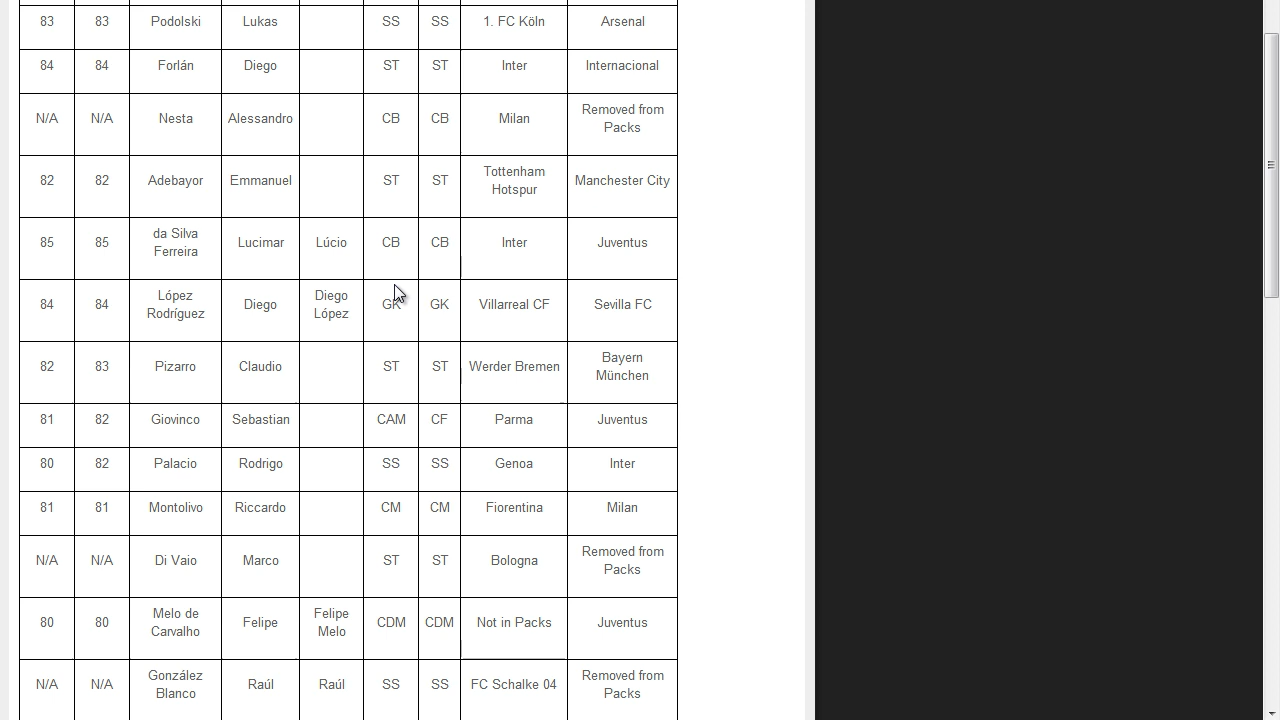 83 83 Podolski Lukas SS SS 1. FC Köln Arsenal
84 84 Forlán Diego ST ST Inter Internacional
N/A N/A Nesta Alessandro CB CB Milan Removed from
Packs
82 82 Adebayor Emmanuel ST ST Tottenham Manchester City
Hotspur
85 85 da Silva Lucimar Lúcio CB CB Inter Juventus
Ferreira
84 84 López Diego Diego GK GK Villarreal CF Sevilla FC
Rodríguez López
82 83 Pizarro Claudio ST ST Werder Bremen Bayern
München
81 82 Giovinco Sebastian CAM CF Parma Juventus
80 82 Palacio Rodrigo SS SS Genoa Inter
81 81 Montolivo Riccardo CM CM Fiorentina Milan
N/A N/A Di Vaio Marco ST ST Bologna Removed from
Packs
80 80 Melo de Felipe Felipe CDM CDM Not in Packs Juventus
Carvalho Melo
N/A N/A González Raúl Raúl SS SS FC Schalke 04 Removed from
Blanco Packs